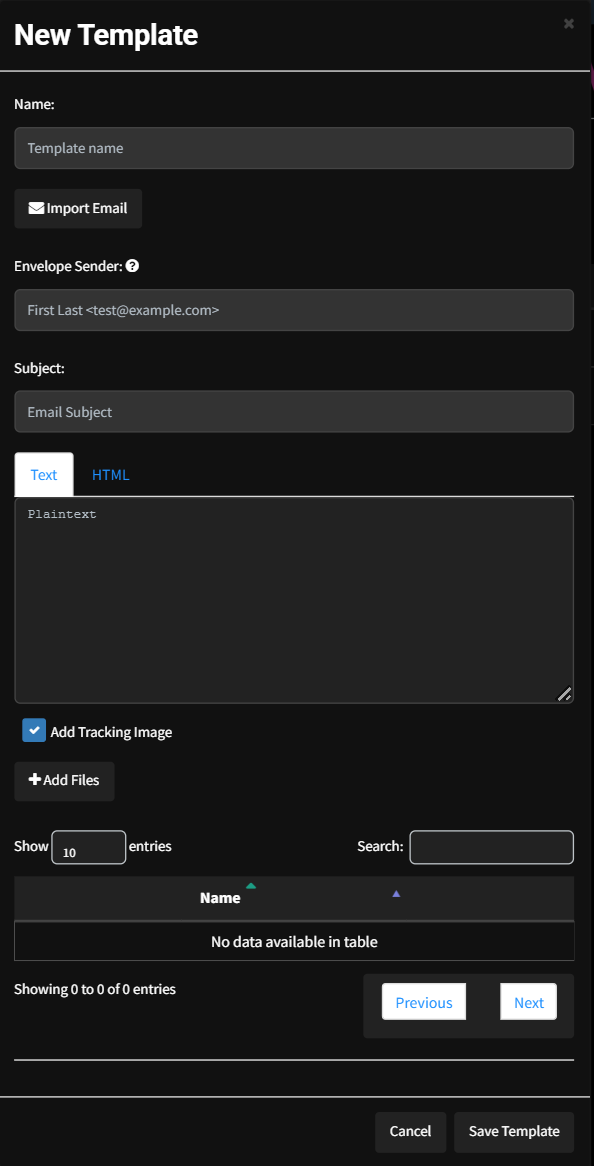 New Template
Name:
Template name
Import Email
Envelope Sender:
First Last <test@example.com>
Subject:
Email Subject
Text HTML
Plaintext
Add Tracking Image
Add Files
Show 10 entries Search:
Name
No data available in table
Showing 0 to 0 of 0 entries
Previous Next
Cancel Save Template